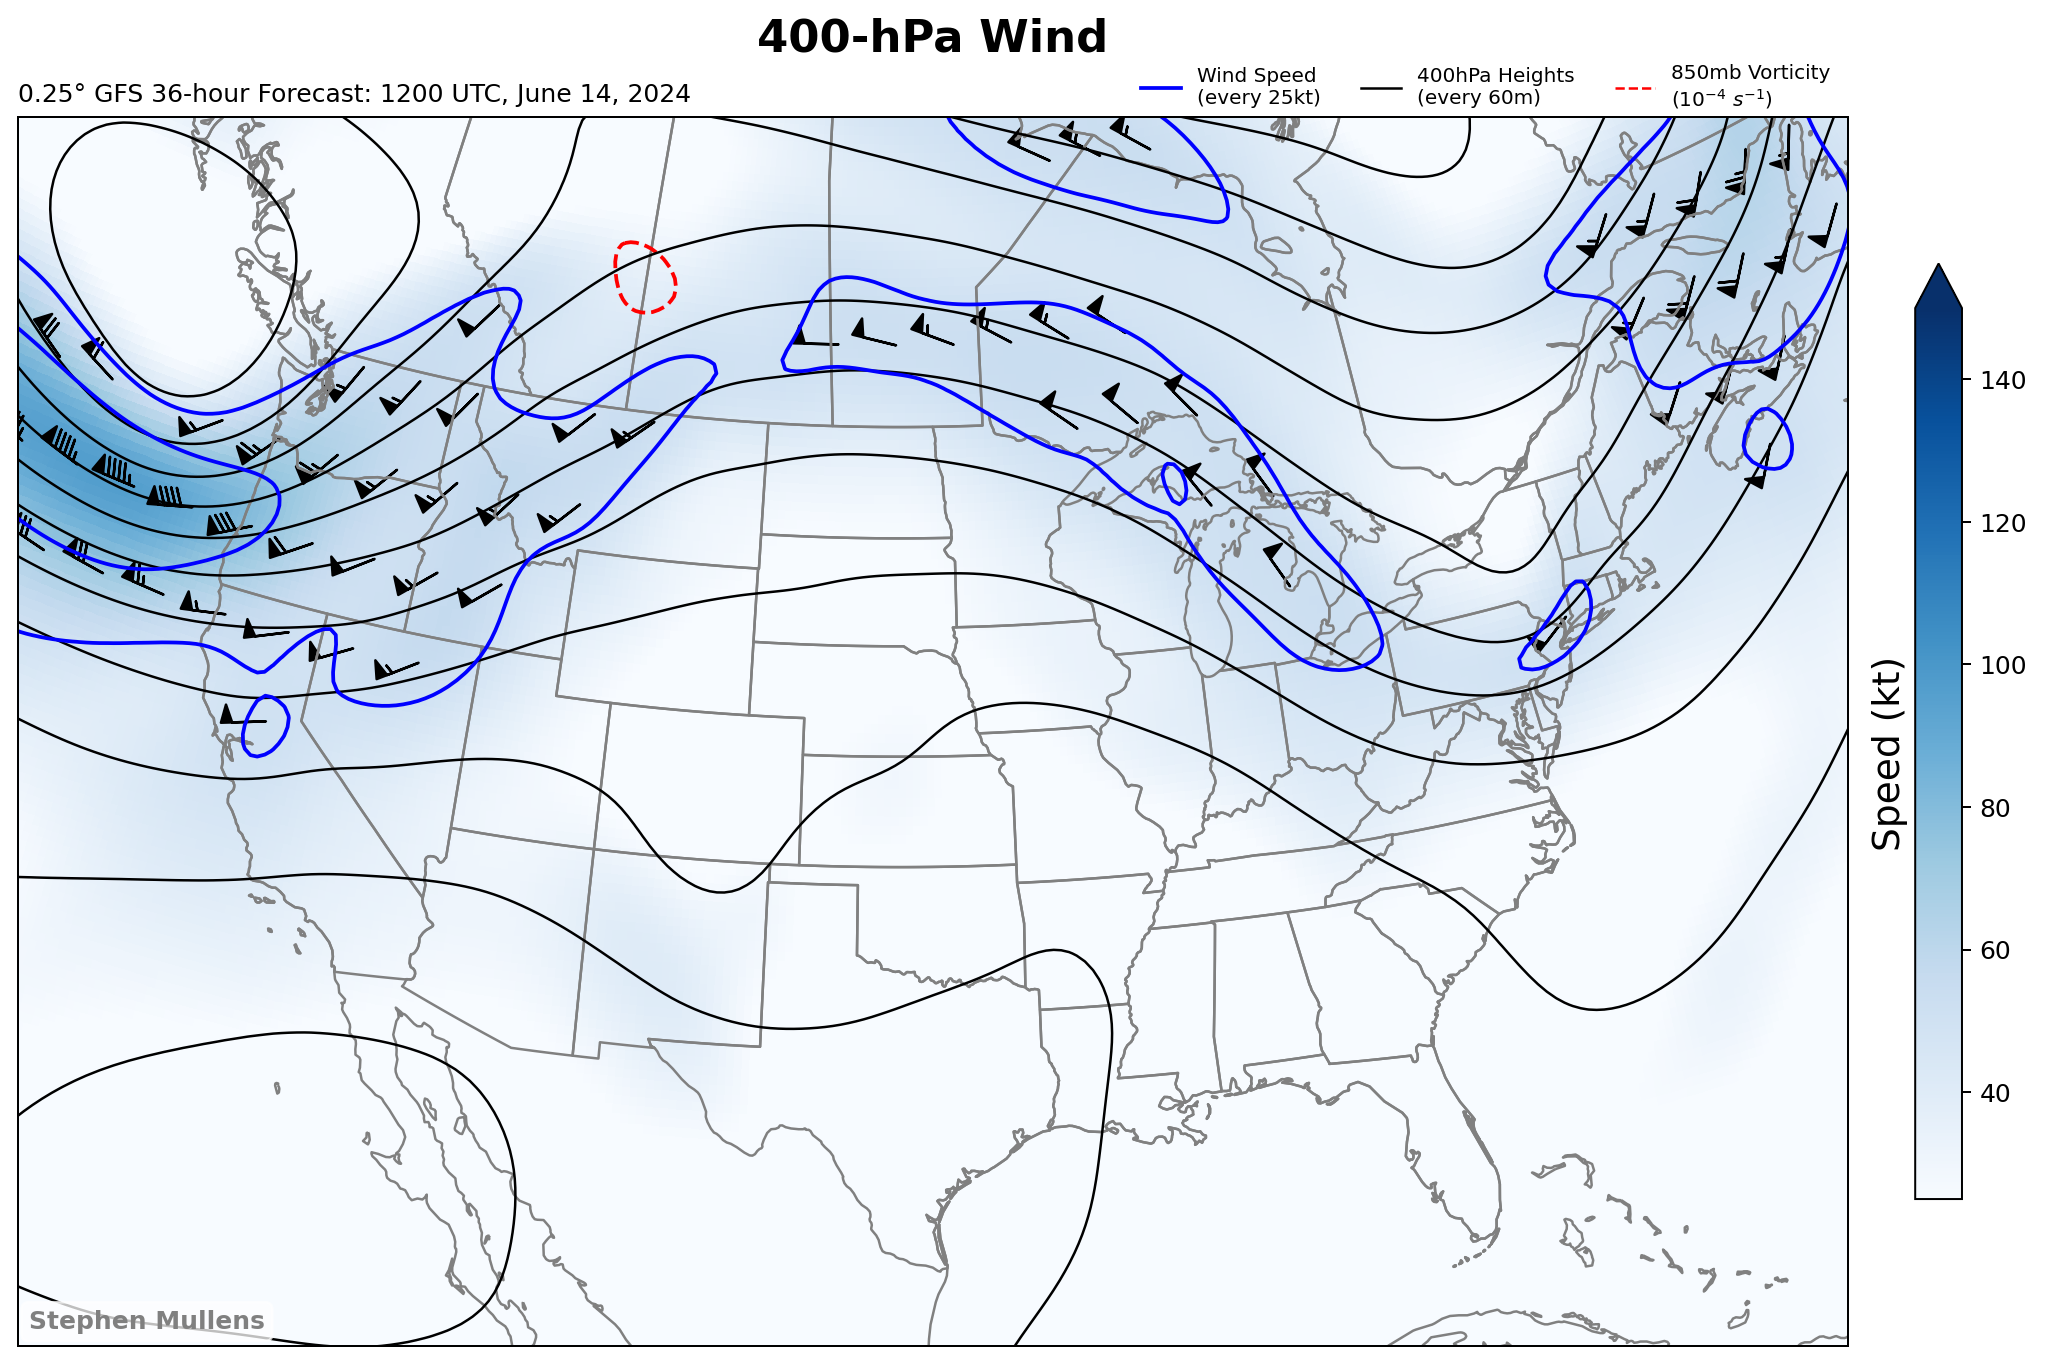 400-hPa Wind
0.25° GFS 36-hour Forecast: 1200 UTC, June 14, 2024
Wind Speed
(every 25kt)
400hPa Heights
(every 60m)
850mb Vorticity
(10⁻⁴ s⁻¹)
140
120
100
80
60
40
Speed (kt)
Stephen Mullens